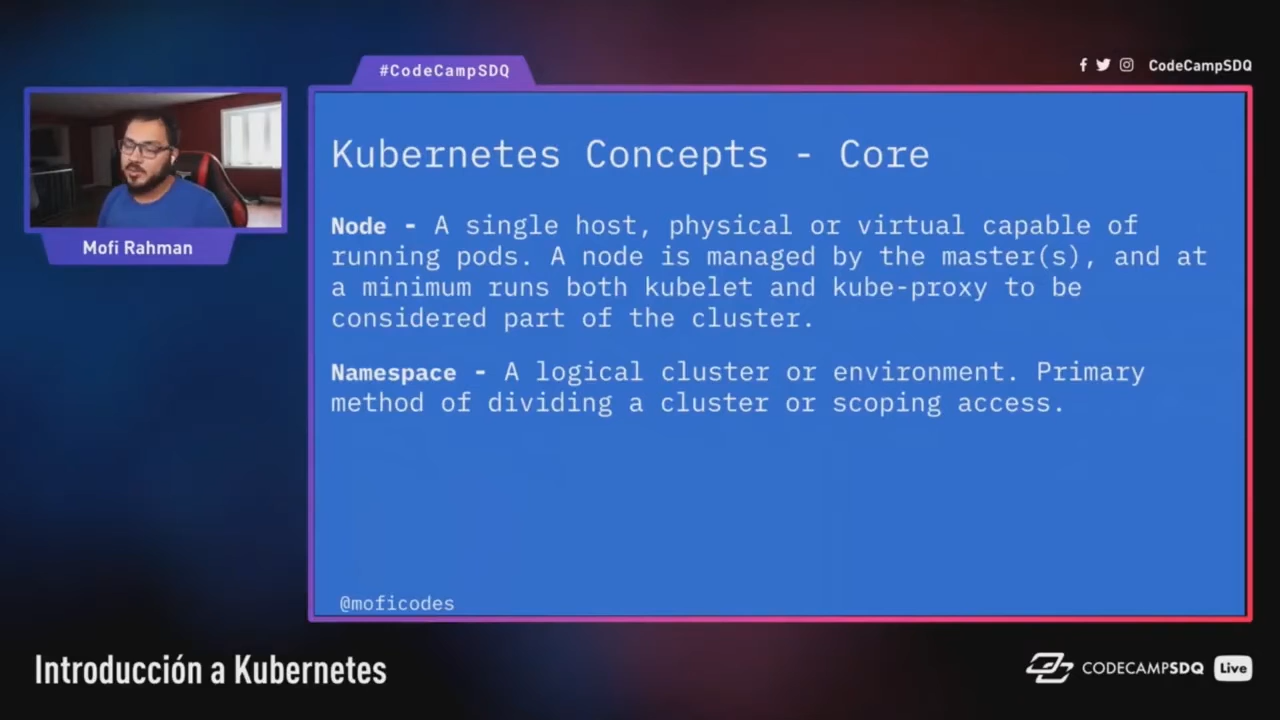 #CodeCampSDQ
CodeCampSDQ
Mofi Rahman
Kubernetes Concepts - Core
Node - A single host, physical or virtual capable of
running pods. A node is managed by the master(s), and at
a minimum runs both kubelet and kube-proxy to be
considered part of the cluster.
Namespace - A logical cluster or environment. Primary
method of dividing a cluster or scoping access.
@moficodes
Introducción a Kubernetes
CODECAMPSDQ Live